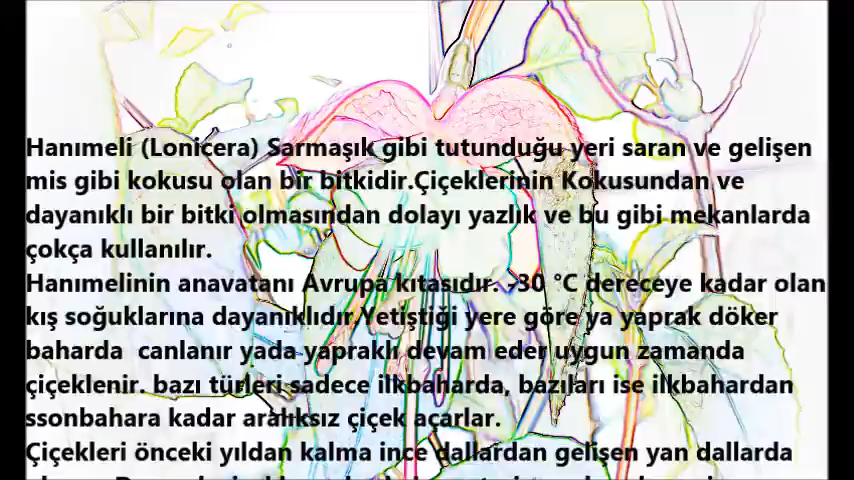 Hanımeli (Lonicera) Sarmaşık gibi tutunduğu yeri saran ve gelişen
mis gibi kokusu olan bir bitkidir.Çiçeklerinin Kokusundan ve
dayanıklı bir bitki olmasından dolayı yazlık ve bu gibi mekanlarda
çokça kullanılır.
Hanımelinin anavatanı Avrupa kıtasıdır. -30 °C dereceye kadar olan
kış soğuklarına dayanıklıdır.Yetiştiği yere göre ya yaprak döker
baharda  canlanır yada yapraklı devam eder uygun zamanda
çiçeklenir. bazı türleri sadece ilkbaharda, bazıları ise ilkbahardan
ssonbahara kadar aralıksız çiçek açarlar.
Çiçekleri önceki yıldan kalma ince dallardan gelişen yan dallarda